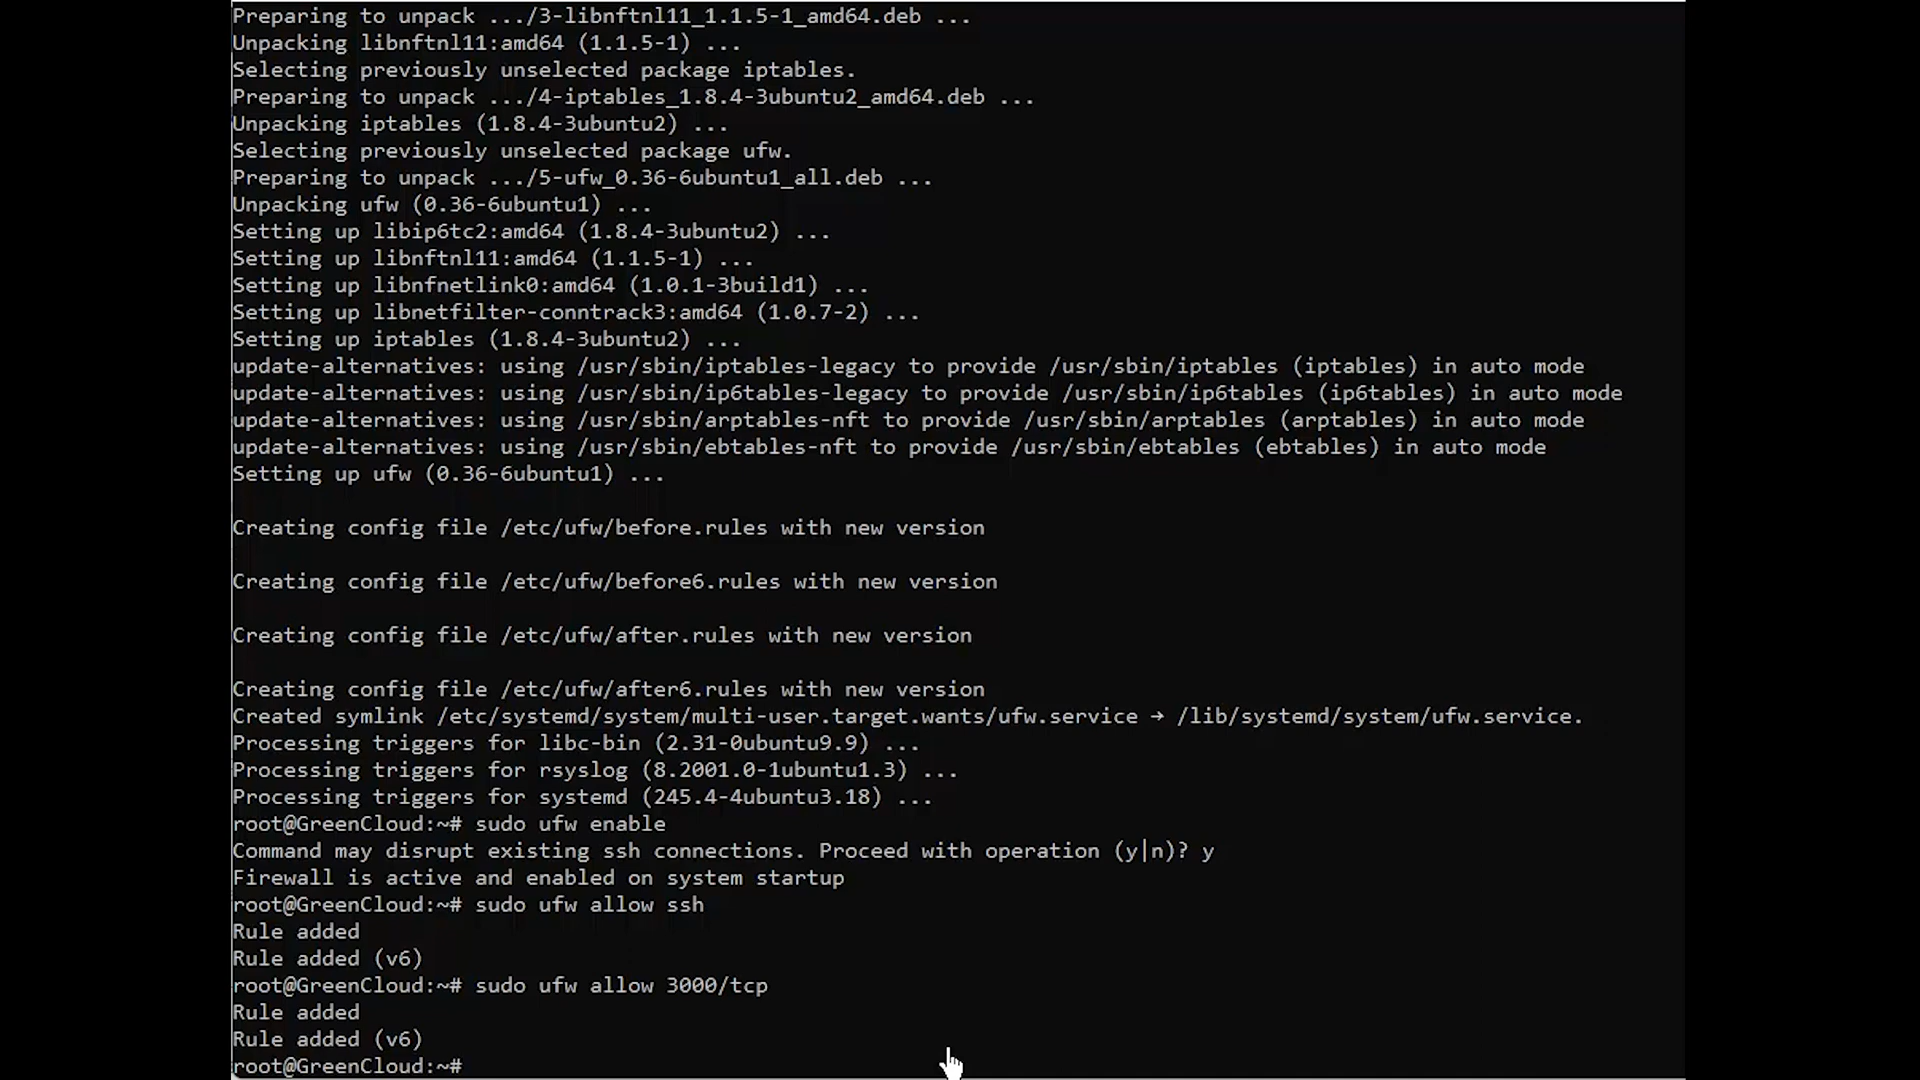 Preparing to unpack .../3-libnftnl11_1.1.5-1_amd64.deb ...
Unpacking libnftnl11:amd64 (1.1.5-1) ...
Selecting previously unselected package iptables.
Preparing to unpack .../4-iptables_1.8.4-3ubuntu2_amd64.deb ...
Unpacking iptables (1.8.4-3ubuntu2) ...
Selecting previously unselected package ufw.
Preparing to unpack .../5-ufw_0.36-6ubuntu1_all.deb ...
Unpacking ufw (0.36-6ubuntu1) ...
Setting up libip6tc2:amd64 (1.8.4-3ubuntu2) ...
Setting up libnftnl11:amd64 (1.1.5-1) ...
Setting up libnfnetlink0:amd64 (1.0.1-3build1) ...
Setting up libnetfilter-conntrack3:amd64 (1.0.7-2) ...
Setting up iptables (1.8.4-3ubuntu2) ...
update-alternatives: using /usr/sbin/iptables-legacy to provide /usr/sbin/iptables (iptables) in auto mode
update-alternatives: using /usr/sbin/ip6tables-legacy to provide /usr/sbin/ip6tables (ip6tables) in auto mode
update-alternatives: using /usr/sbin/arptables-nft to provide /usr/sbin/arptables (arptables) in auto mode
update-alternatives: using /usr/sbin/ebtables-nft to provide /usr/sbin/ebtables (ebtables) in auto mode
Setting up ufw (0.36-6ubuntu1) ...
Creating config file /etc/ufw/before.rules with new version
Creating config file /etc/ufw/before6.rules with new version
Creating config file /etc/ufw/after.rules with new version
Creating config file /etc/ufw/after6.rules with new version
Created symlink /etc/systemd/system/multi-user.target.wants/ufw.service → /lib/systemd/system/ufw.service.
Processing triggers for libc-bin (2.31-0ubuntu9.9) ...
Processing triggers for rsyslog (8.2001.0-1ubuntu1.3) ...
Processing triggers for systemd (245.4-4ubuntu3.18) ...
root@GreenCloud:~# sudo ufw enable
Command may disrupt existing ssh connections. Proceed with operation (y|n)? y
Firewall is active and enabled on system startup
root@GreenCloud:~# sudo ufw allow ssh
Rule added
Rule added (v6)
root@GreenCloud:~# sudo ufw allow 3000/tcp
Rule added
Rule added (v6)
root@GreenCloud:~#